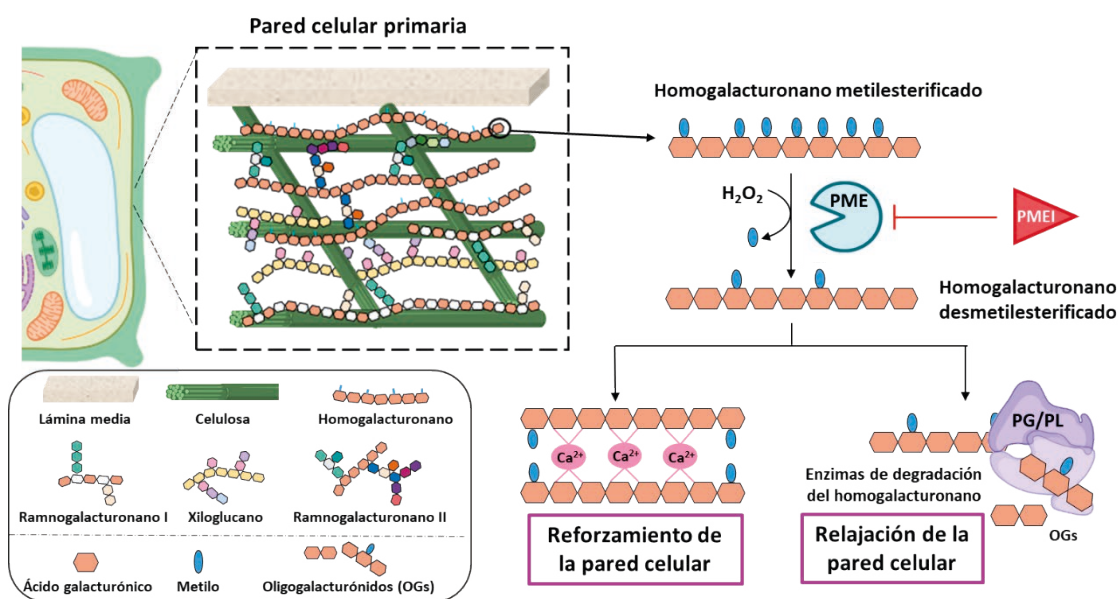 Pared celular primaria
Homogalacturonano metilesterificado
H₂O₂
PME
PMEI
Homogalacturonano
desmetilesterificado
Lámina media
Celulosa
Homogalacturonano
Ramnogalacturonano I
Xiloglucano
Ramnogalacturonano II
Ácido galacturónico
Metilo
Oligogalacturónidos (OGs)
Ca²⁺
Ca²⁺
Ca²⁺
Reforzamiento de
la pared celular
PG/PL
Enzimas de degradación
del homogalacturonano
OGs
Relajación de la
pared celular